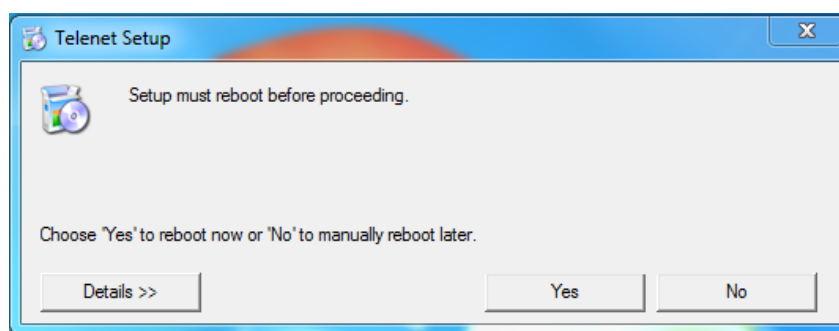 Telenet Setup
Setup must reboot before proceeding.
Choose 'Yes' to reboot now or 'No' to manually reboot later.
Details >>
Yes
No